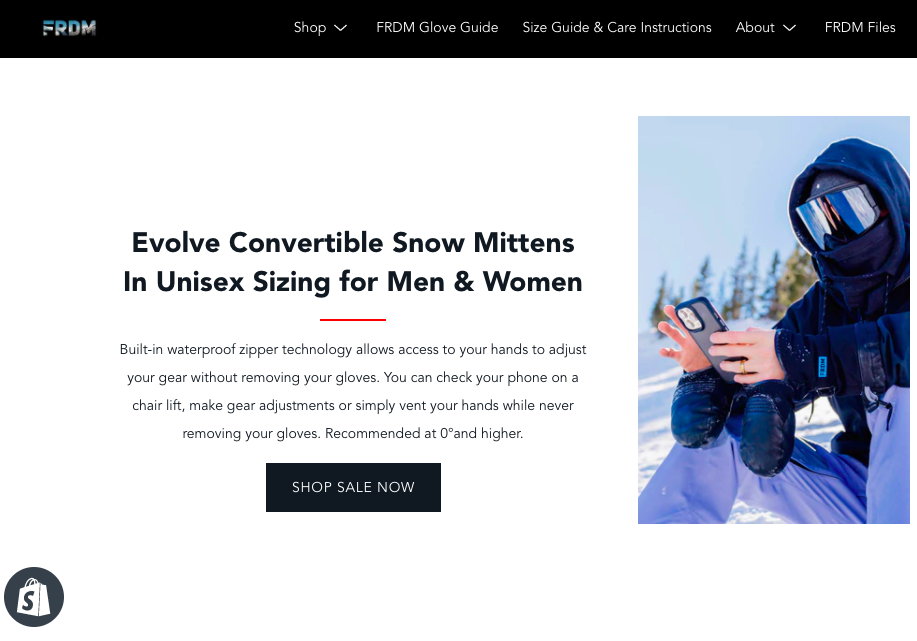 FRDM
Shop
FRDM Glove Guide
Size Guide & Care Instructions
About
FRDM Files
Evolve Convertible Snow Mittens
In Unisex Sizing for Men & Women
Built-in waterproof zipper technology allows access to your hands to adjust
your gear without removing your gloves. You can check your phone on a
chair lift, make gear adjustments or simply vent your hands while never
removing your gloves. Recommended at 0°and higher.
SHOP SALE NOW
FRDM
S